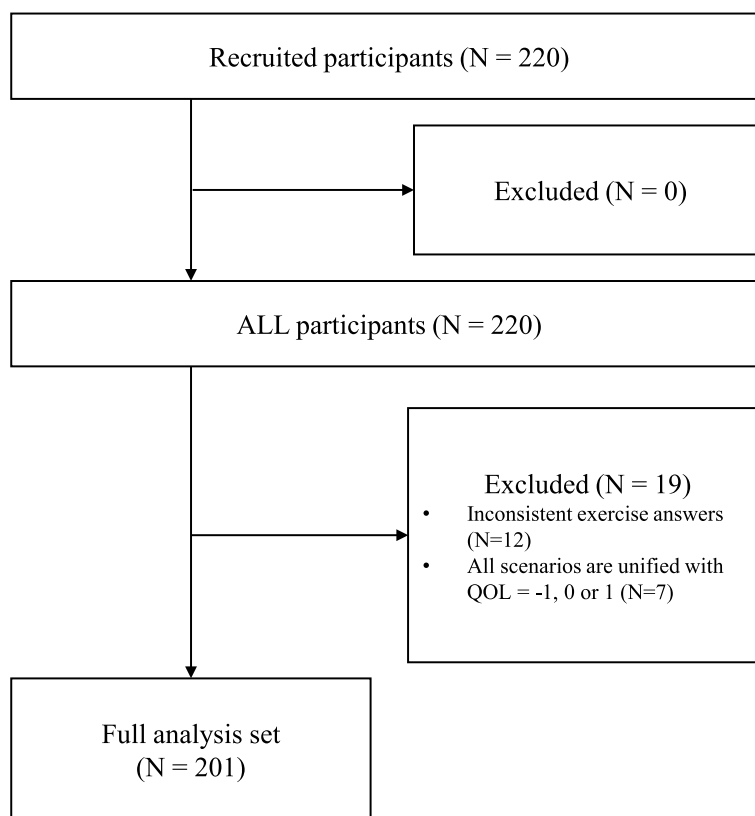 Recruited participants (N = 220)
Excluded (N = 0)
ALL participants (N = 220)
Excluded (N = 19)
• Inconsistent exercise answers
(N=12)
• All scenarios are unified with
QOL = -1, 0 or 1 (N=7)
Full analysis set
(N = 201)